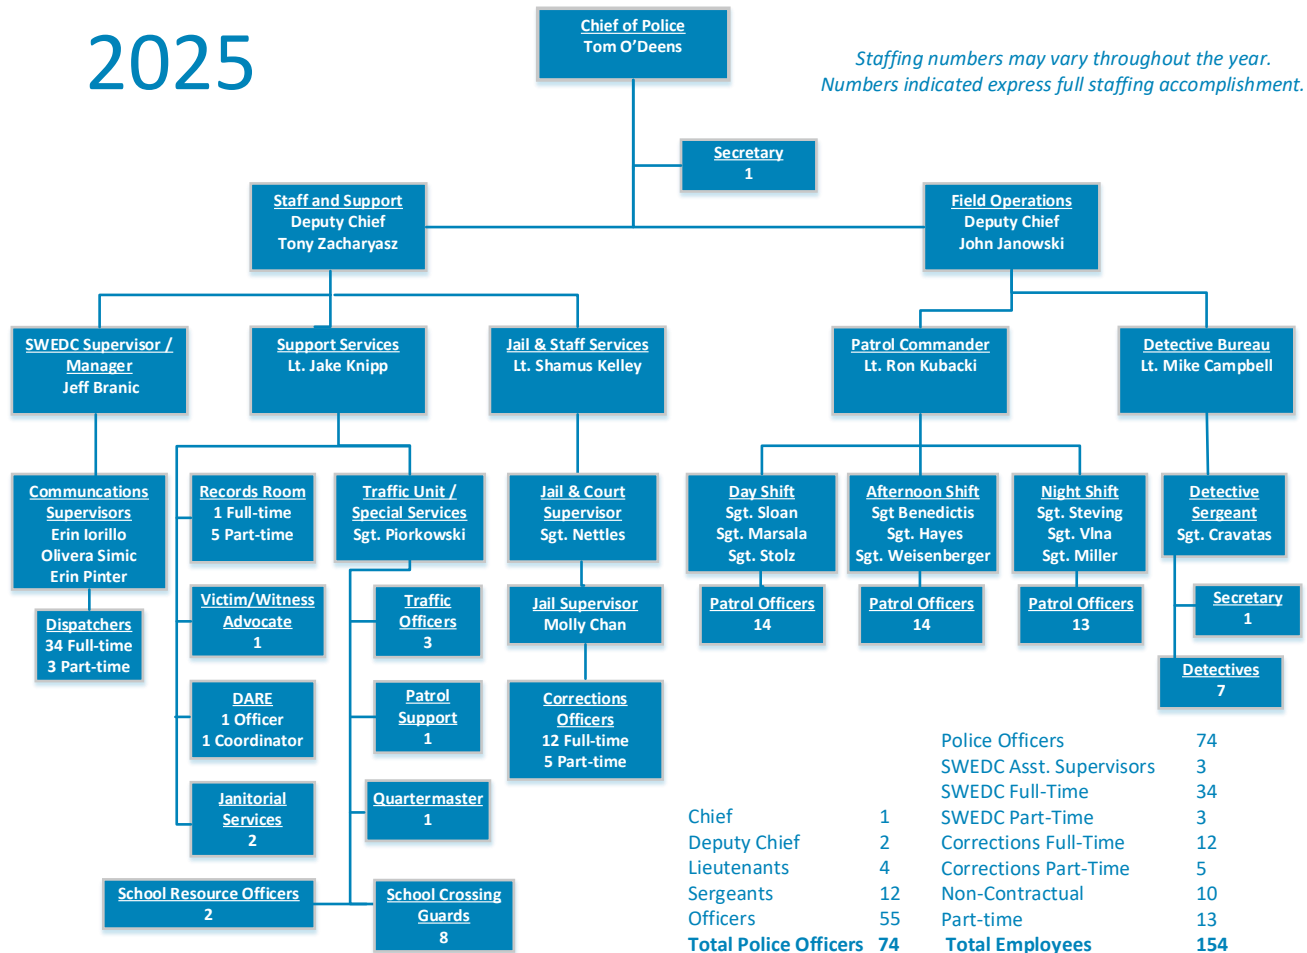 2025
Chief of Police
Tom O'Deens
Staffing numbers may vary throughout the year.
Numbers indicated express full staffing accomplishment.
Secretary
1
Staff and Support
Deputy Chief
Tony Zacharyasz
Field Operations
Deputy Chief
John Janowski
SWEDC Supervisor /
Manager
Jeff Branic
Support Services
Lt. Jake Knipp
Jail & Staff Services
Lt. Shamus Kelley
Patrol Commander
Lt. Ron Kubacki
Detective Bureau
Lt. Mike Campbell
Communcations
Supervisors
Erin Iorillo
Olivera Simic
Erin Pinter
Records Room
1 Full-time
5 Part-time
Traffic Unit /
Special Services
Sgt. Piorkowski
Jail & Court
Supervisor
Sgt. Nettles
Day Shift
Sgt. Sloan
Sgt. Marsala
Sgt. Stolz
Afternoon Shift
Sgt Benedictis
Sgt. Hayes
Sgt. Weisenberger
Night Shift
Sgt. Steving
Sgt. Vlna
Sgt. Miller
Detective
Sergeant
Sgt. Cravatas
Dispatchers
34 Full-time
3 Part-time
Victim/Witness
Advocate
1
Traffic
Officers
3
Jail Supervisor
Molly Chan
Patrol Officers
14
Patrol Officers
14
Patrol Officers
13
Secretary
1
Detectives
7
DARE
1 Officer
1 Coordinator
Patrol
Support
1
Corrections
Officers
12 Full-time
5 Part-time
Janitorial
Services
2
Quartermaster
1
School Resource Officers
2
School Crossing
Guards
8
Chief 1
Deputy Chief 2
Lieutenants 4
Sergeants 12
Officers 55
Total Police Officers 74
Police Officers 74
SWEDC Asst. Supervisors 3
SWEDC Full-Time 34
SWEDC Part-Time 3
Corrections Full-Time 12
Corrections Part-Time 5
Non-Contractual 10
Part-time 13
Total Employees 154